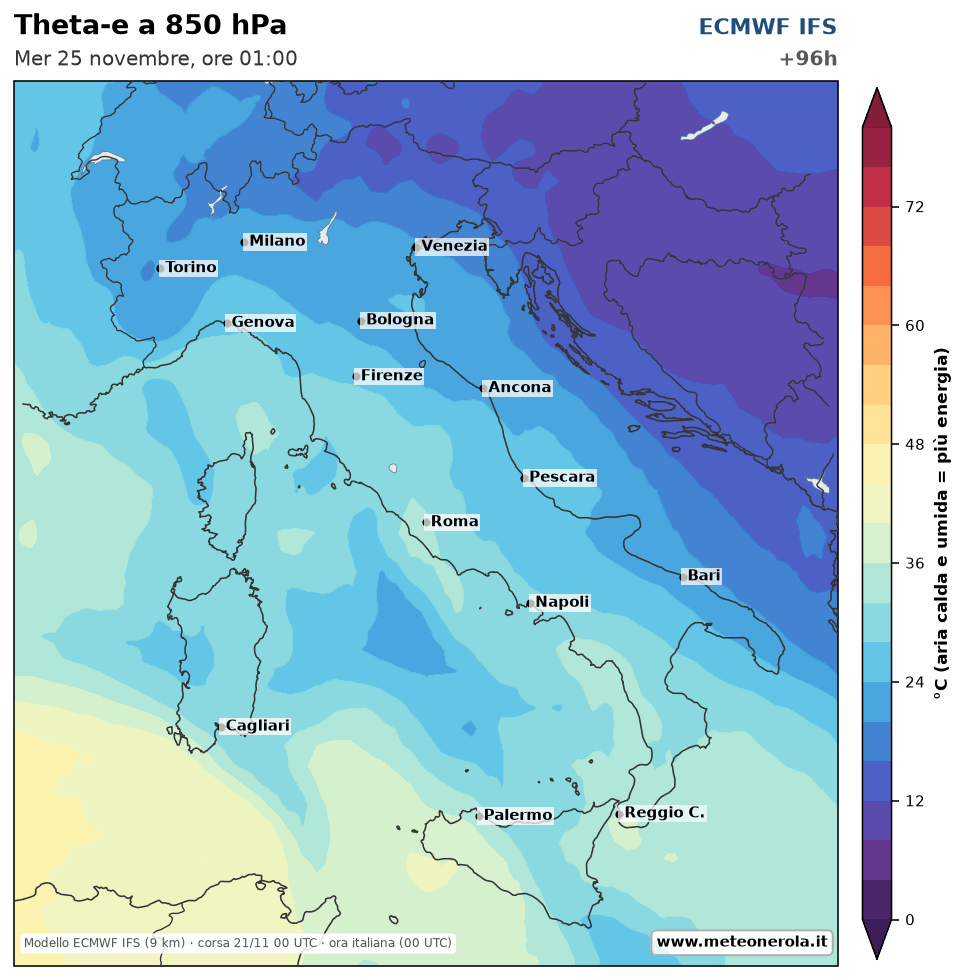 Theta-e a 850 hPa
ECMWF IFS
Mer 25 novembre, ore 01:00
+96h
Milano
Venezia
Torino
Genova
Bologna
Firenze
Ancona
Pescara
Roma
Bari
Napoli
Cagliari
Palermo
Reggio C.
72
60
48
36
24
12
0
°C (aria calda e umida = più energia)
Modello ECMWF IFS (9 km) · corsa 21/11 00 UTC · ora italiana (00 UTC)
www.meteonerola.it